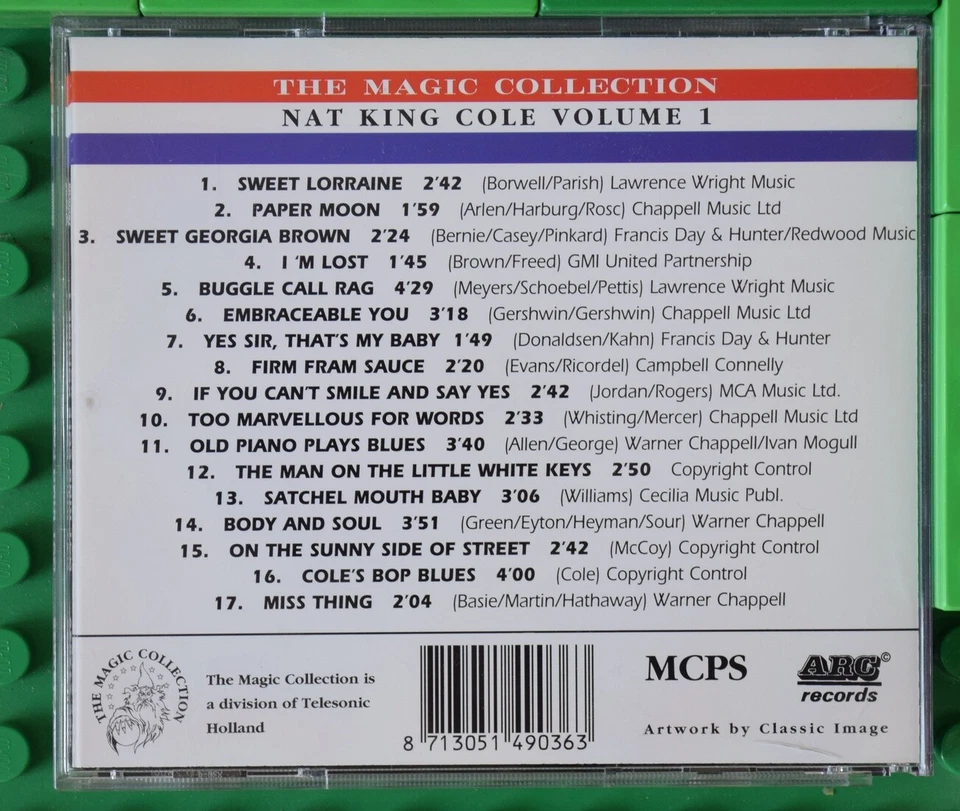 THE MAGIC COLLECTION
NAT KING COLE VOLUME 1
1. SWEET LORRAINE 2'42 (Borwell/Parish) Lawrence Wright Music
2. PAPER MOON 1'59 (Arlen/Harburg/Rosc) Chappell Music Ltd
3. SWEET GEORGIA BROWN 2'24 (Bernie/Casey/Pinkard) Francis Day & Hunter/Redwood Music
4. I 'M LOST 1'45 (Brown/Freed) GMI United Partnership
5. BUGGLE CALL RAG 4'29 (Meyers/Schoebel/Pettis) Lawrence Wright Music
6. EMBRACEABLE YOU 3'18 (Gershwin/Gershwin) Chappell Music Ltd
7. YES SIR, THAT'S MY BABY 1'49 (Donaldsen/Kahn) Francis Day & Hunter
8. FIRM FRAM SAUCE 2'20 (Evans/Ricordel) Campbell Connelly
9. IF YOU CAN'T SMILE AND SAY YES 2'42 (Jordan/Rogers) MCA Music Ltd.
10. TOO MARVELLOUS FOR WORDS 2'33 (Whisting/Mercer) Chappell Music Ltd
11. OLD PIANO PLAYS BLUES 3'40 (Allen/George) Warner Chappell/Ivan Mogull
12. THE MAN ON THE LITTLE WHITE KEYS 2'50 Copyright Control
13. SATCHEL MOUTH BABY 3'06 (Williams) Cecilia Music Publ.
14. BODY AND SOUL 3'51 (Green/Eyton/Heyman/Sour) Warner Chappell
15. ON THE SUNNY SIDE OF STREET 2'42 (McCoy) Copyright Control
16. COLE'S BOP BLUES 4'00 (Cole) Copyright Control
17. MISS THING 2'04 (Basie/Martin/Hathaway) Warner Chappell
THE MAGIC COLLECTION
The Magic Collection is
a division of Telesonic
Holland
8 713051 490363
MCPS
ARC©
records
Artwork by Classic Image